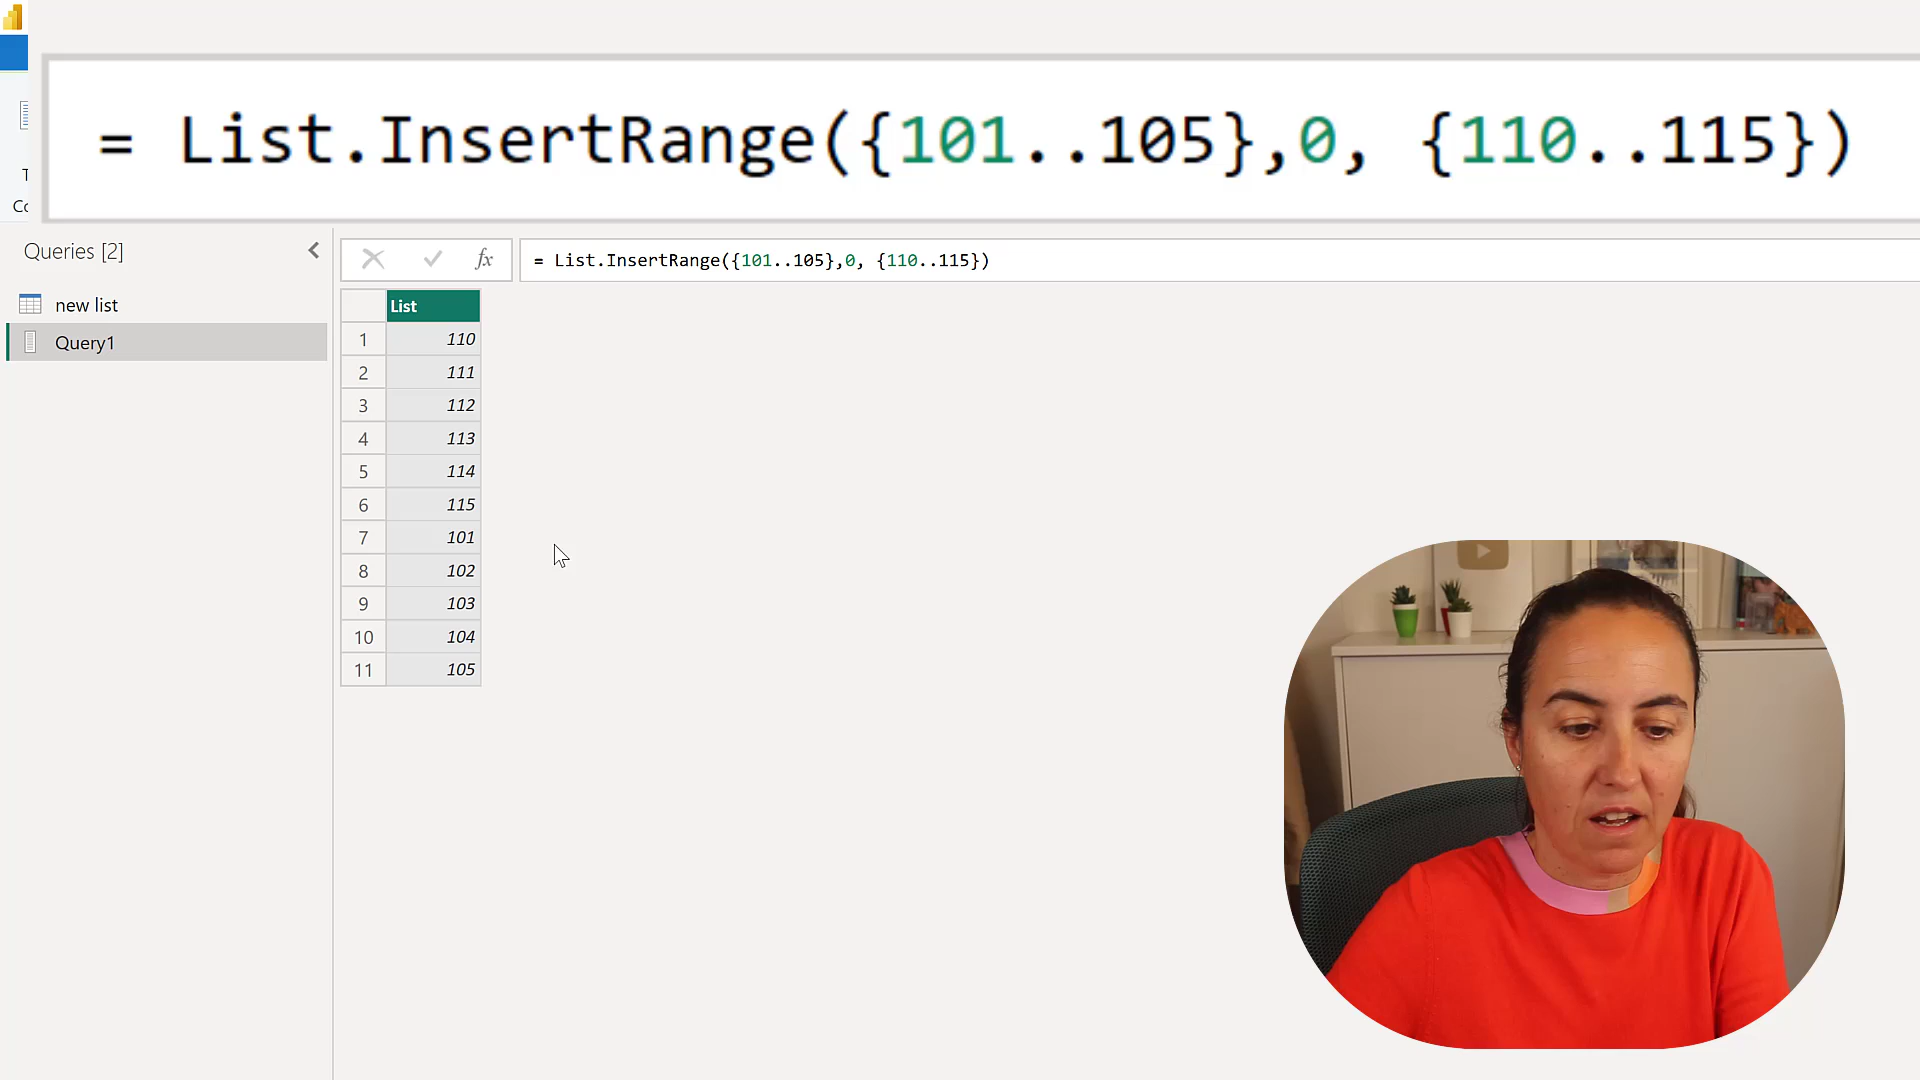 = List.InsertRange({101..105},0, {110..115})
T
Co
Queries [2]
fx
= List.InsertRange({101..105},0, {110..115})
new list
Query1
List
1 110
2 111
3 112
4 113
5 114
6 115
7 101
8 102
9 103
10 104
11 105